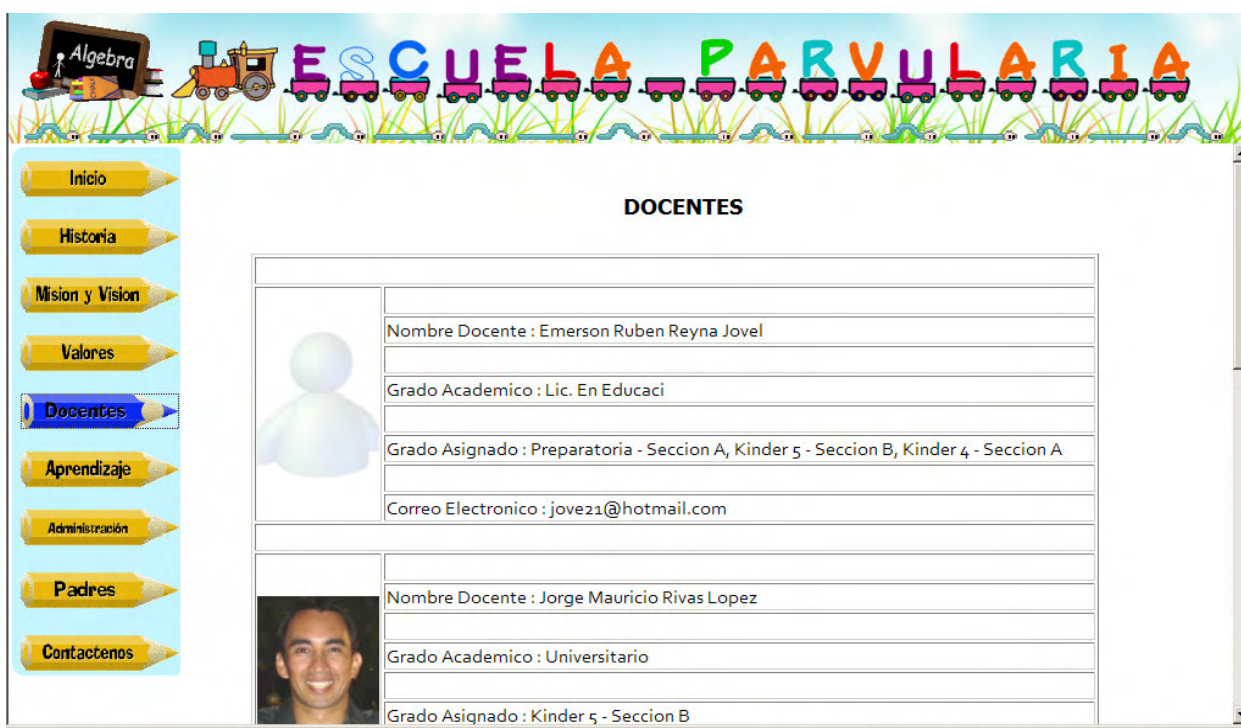 Algebra
ESCUELA PARVULARIA
Inicio
Historia
Mision y Vision
Valores
Docentes
Aprendizaje
Administración
Padres
Contactenos
DOCENTES
Nombre Docente : Emerson Ruben Reyna Jovel
Grado Academico : Lic. En Educaci
Grado Asignado : Preparatoria - Seccion A, Kinder 5 - Seccion B, Kinder 4 - Seccion A
Correo Electronico : jove21@hotmail.com
Nombre Docente : Jorge Mauricio Rivas Lopez
Grado Academico : Universitario
Grado Asignado : Kinder 5 - Seccion B